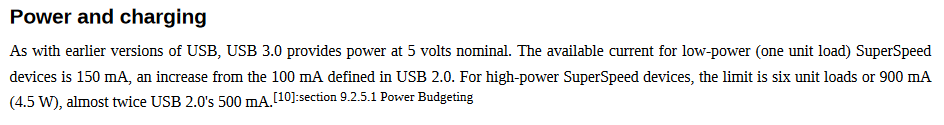 Power and charging
As with earlier versions of USB, USB 3.0 provides power at 5 volts nominal. The available current for low-power (one unit load) SuperSpeed
devices is 150 mA, an increase from the 100 mA defined in USB 2.0. For high-power SuperSpeed devices, the limit is six unit loads or 900 mA
(4.5 W), almost twice USB 2.0's 500 mA.[10]:section 9.2.5.1 Power Budgeting